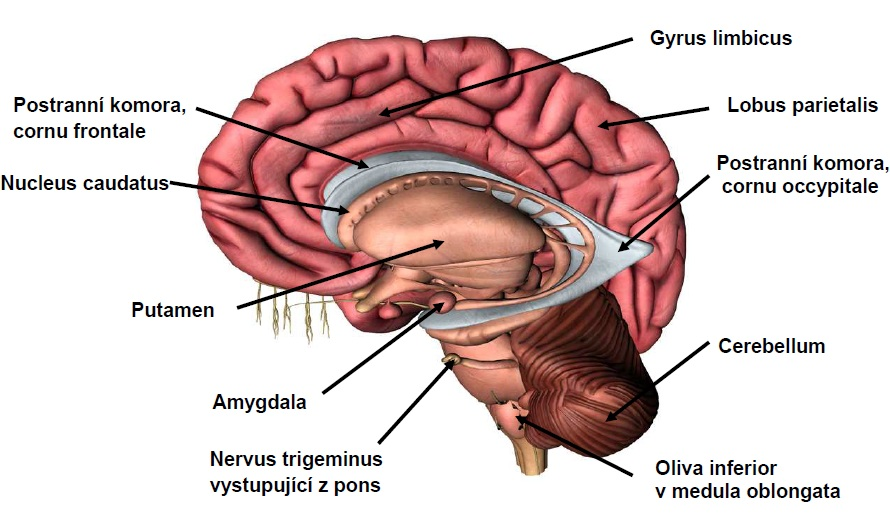 Gyrus limbicus
Postranní komora,
cornu frontale
Lobus parietalis
Nucleus caudatus
Postranní komora,
cornu occypitale
Putamen
Cerebellum
Amygdala
Nervus trigeminus
vystupující z pons
Oliva inferior
v medula oblongata